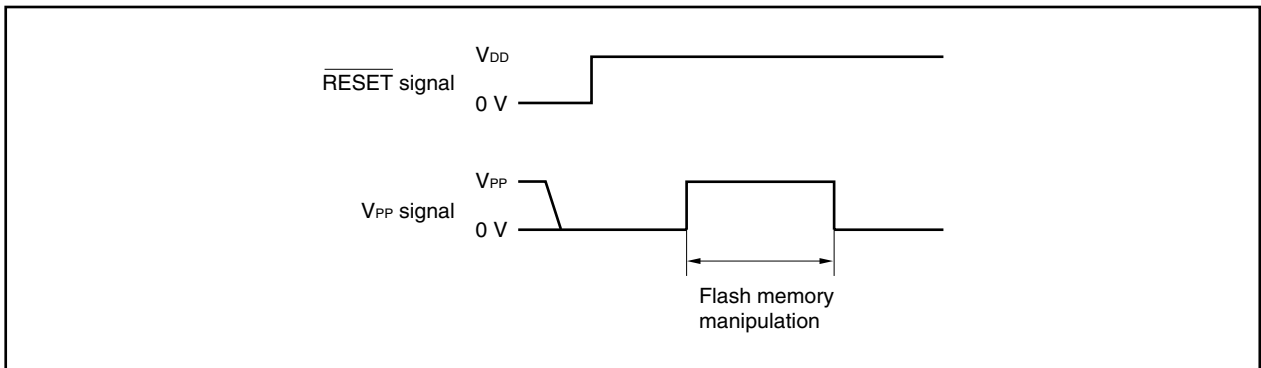 VDD
RESET signal
0 V
VPP
VPP signal
0 V
Flash memory
manipulation